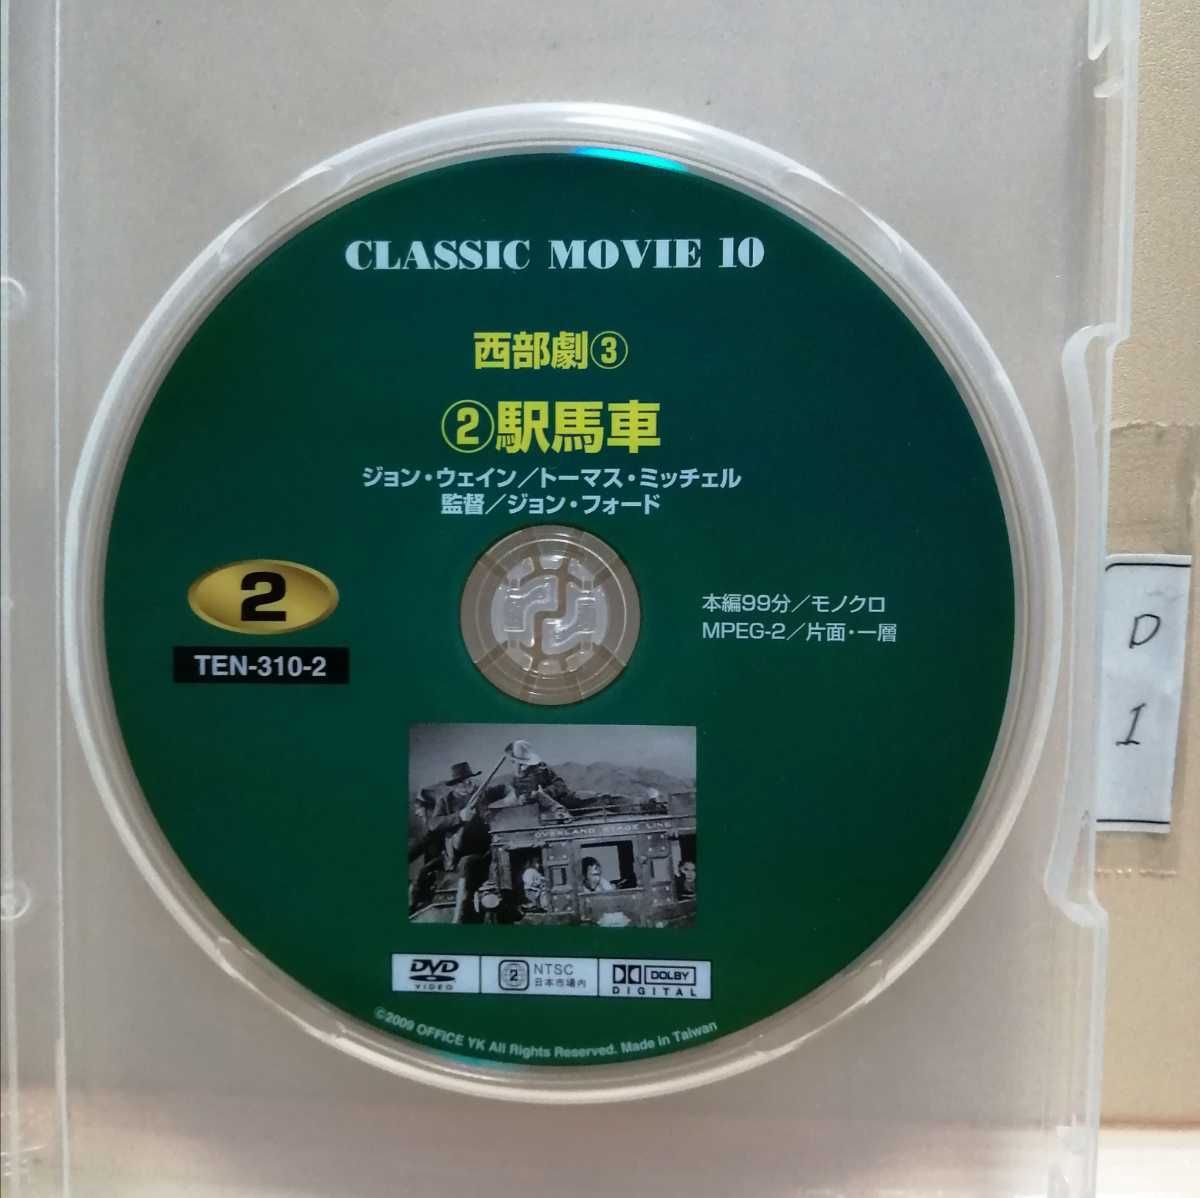 CLASSIC MOVIE 10
西部劇③
②駅馬車
ジョン・ウェイン／トーマス・ミッチェル
監督／ジョン・フォード
2
TEN-310-2
本編99分／モノクロ
MPEG-2／片面・一層
D
1
OVERLAND STAGE LINE
DVD
VIDEO
2
NTSC
日本市場内
DOLBY
DIGITAL
©2009 OFFICE YK All Rights Reserved. Made in Taiwan